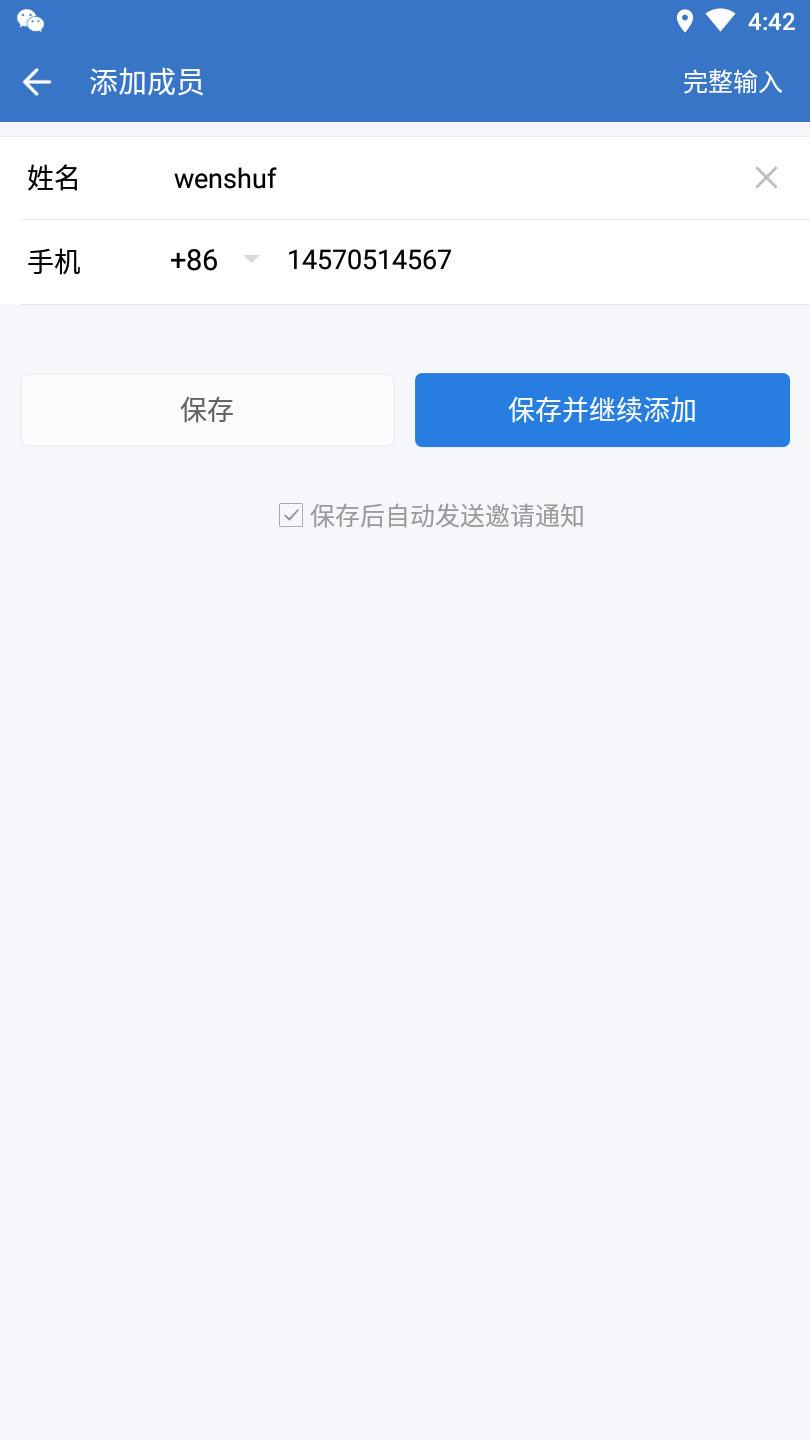 4:42
添加成员 完整输入
姓名 wenshuf
手机 +86 14570514567
保存 保存并继续添加
保存后自动发送邀请通知